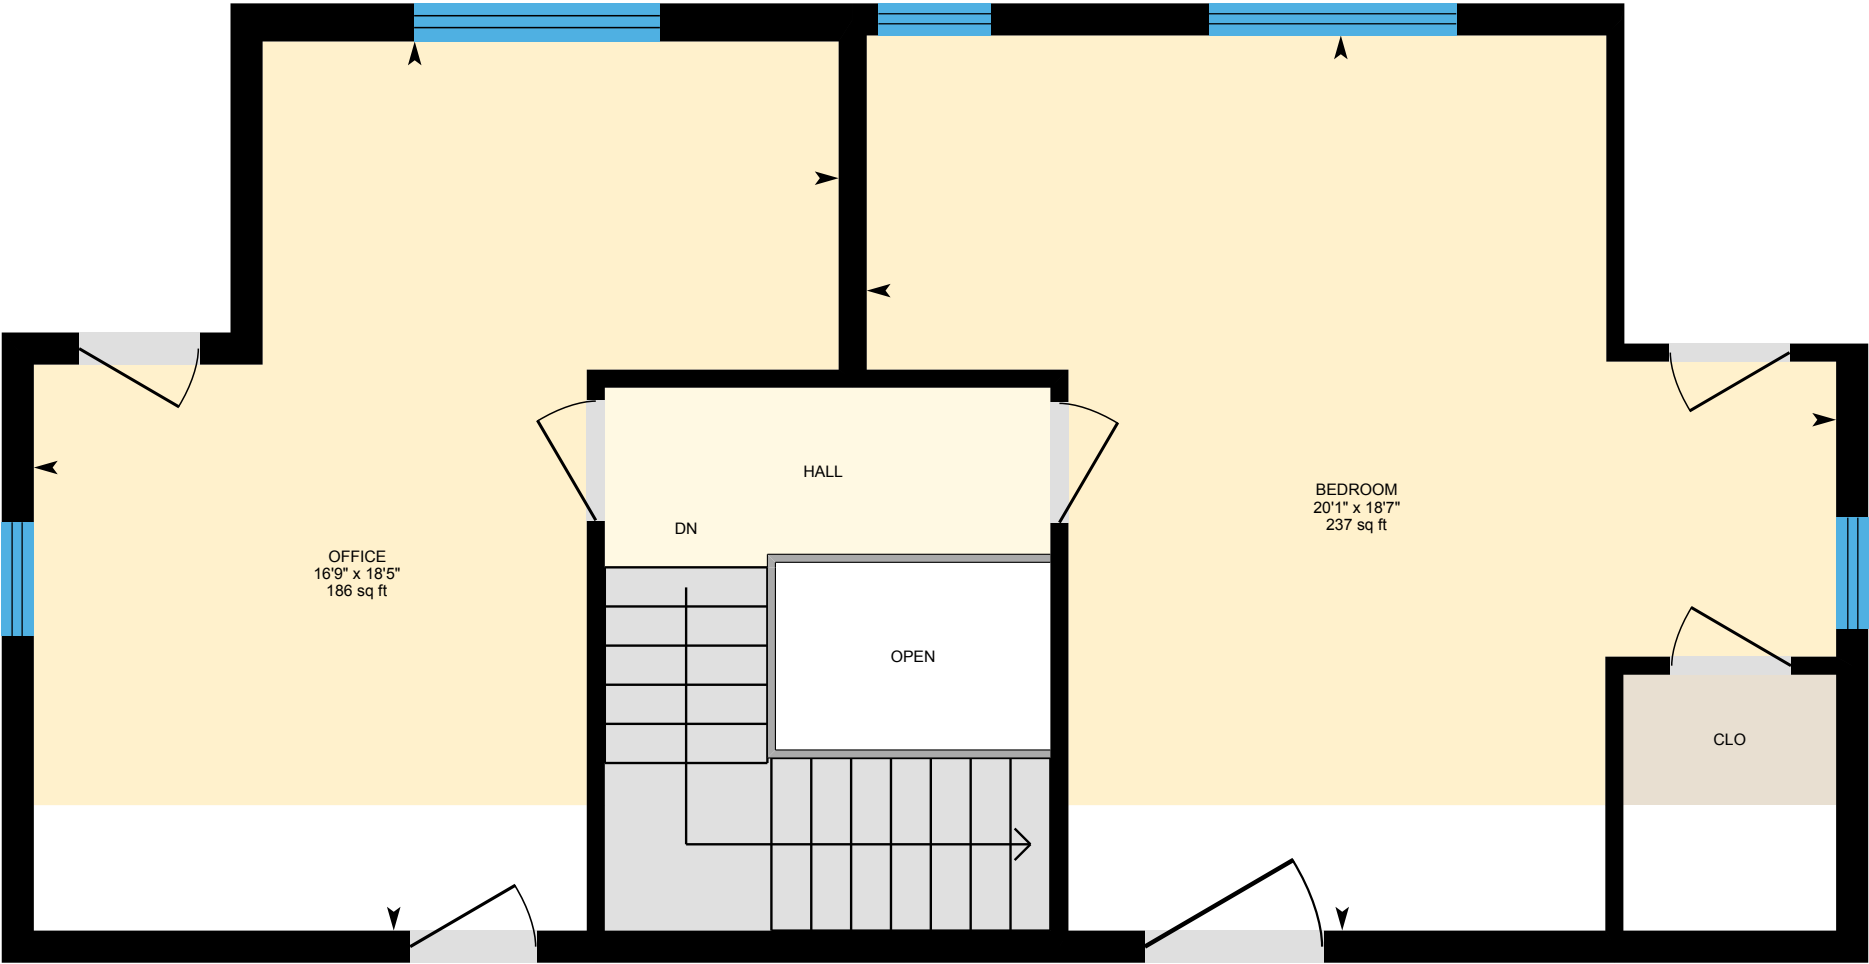 HALL
BEDROOM
20'1" x 18'7"
237 sq ft
DN
OFFICE
16'9" x 18'5"
186 sq ft
OPEN
CLO